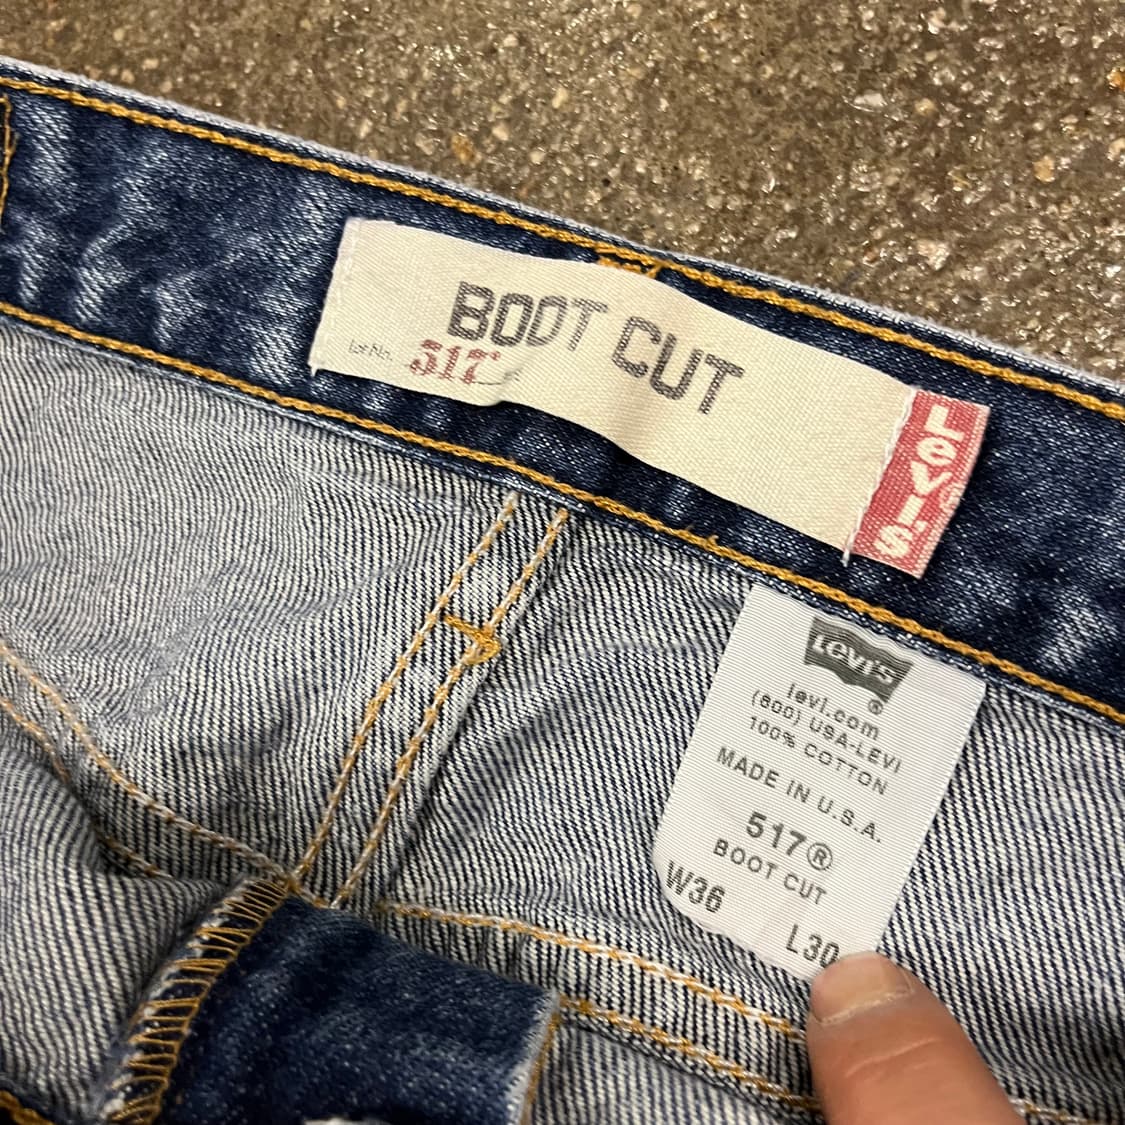 BOOT CUT
Lot No. 517
Levi's
Levi's
®
levi.com
(800) USA-LEVI
100% COTTON
MADE IN U.S.A.
517®
BOOT CUT
W36
L30